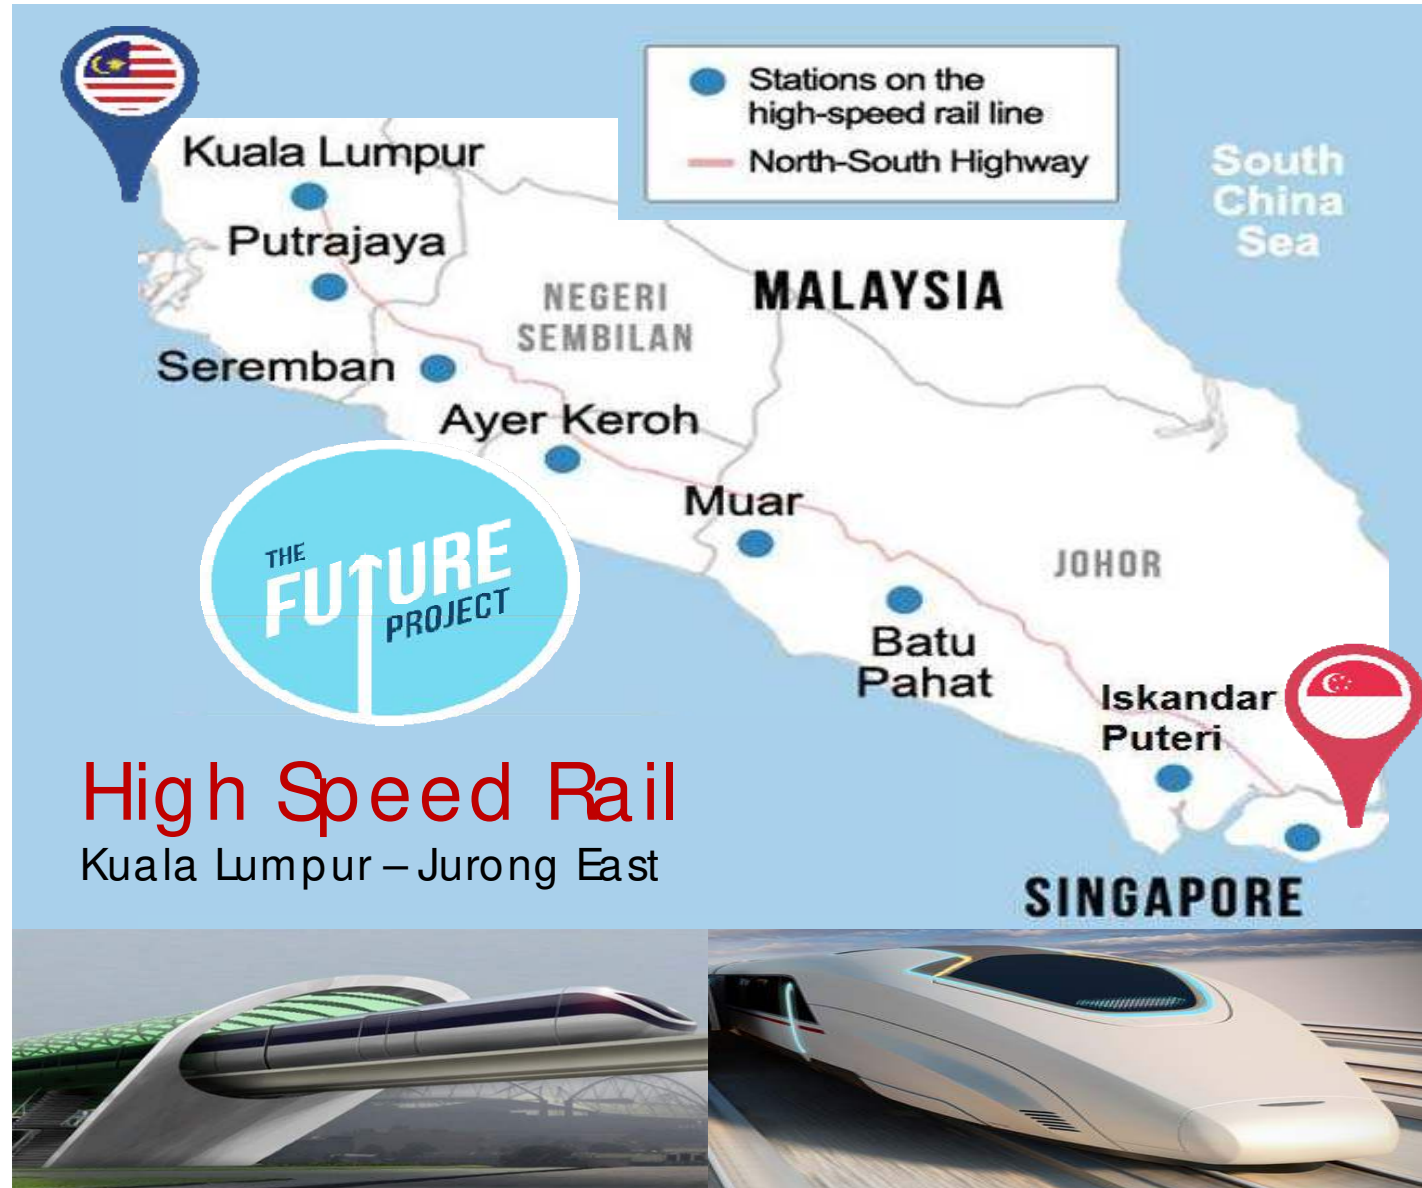 Stations on the
high-speed rail line
North-South Highway
South
China
Sea
Kuala Lumpur
Putrajaya
NEGERI
SEMBILAN
MALAYSIA
Seremban
Ayer Keroh
Muar
JOHOR
THE
FUTURE
PROJECT
Batu
Pahat
Iskandar
Puteri
High Speed Rail
Kuala Lumpur – Jurong East
SINGAPORE